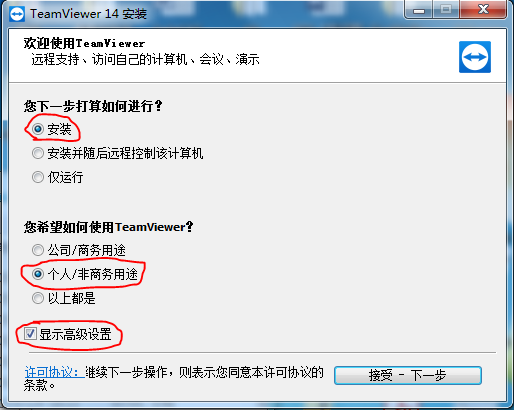 TeamViewer 14 安装
欢迎使用TeamViewer
远程支持、访问自己的计算机、会议、演示
您下一步打算如何进行?
安装
安装并随后远程控制该计算机
仅运行
您希望如何使用TeamViewer?
公司/商务用途
个人/非商务用途
以上都是
显示高级设置
许可协议:继续下一步操作，则表示您同意本许可协议的
条款。
接受 - 下一步